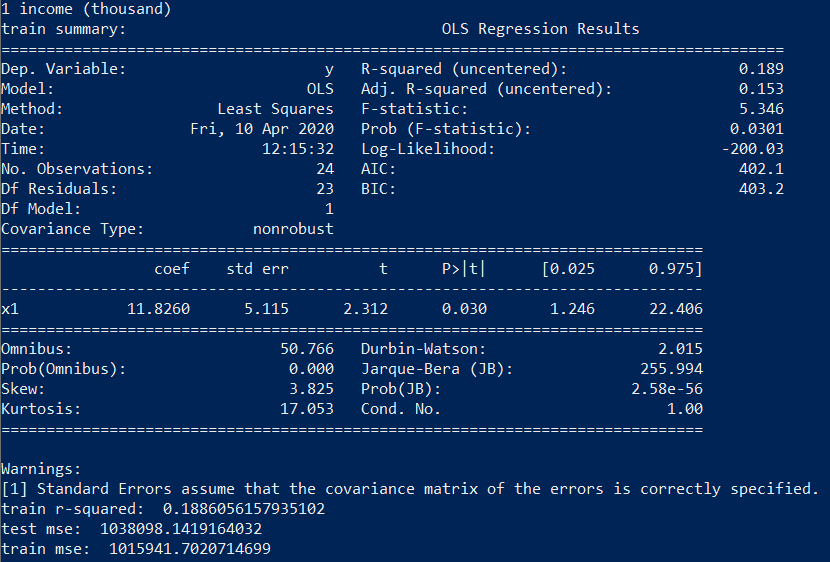 1 income (thousand)
train summary:                                   OLS Regression Results
=======================================================================================
Dep. Variable:                      y   R-squared (uncentered):                   0.189
Model:                            OLS   Adj. R-squared (uncentered):              0.153
Method:                 Least Squares   F-statistic:                              5.346
Date:                Fri, 10 Apr 2020   Prob (F-statistic):                      0.0301
Time:                        12:15:32   Log-Likelihood:                         -200.03
No. Observations:                  24   AIC:                                      402.1
Df Residuals:                      23   BIC:                                      403.2
Df Model:                           1
Covariance Type:            nonrobust
==============================================================================
                 coef    std err          t      P>|t|      [0.025      0.975]
------------------------------------------------------------------------------
x1            11.8260      5.115      2.312      0.030       1.246      22.406
==============================================================================
Omnibus:                       50.766   Durbin-Watson:                   2.015
Prob(Omnibus):                  0.000   Jarque-Bera (JB):              255.994
Skew:                           3.825   Prob(JB):                     2.58e-56
Kurtosis:                      17.053   Cond. No.                         1.00
==============================================================================

Warnings:
[1] Standard Errors assume that the covariance matrix of the errors is correctly specified.
train r-squared:  0.1886056157935102
test mse:  1038098.1419164032
train mse:  1015941.7020714699